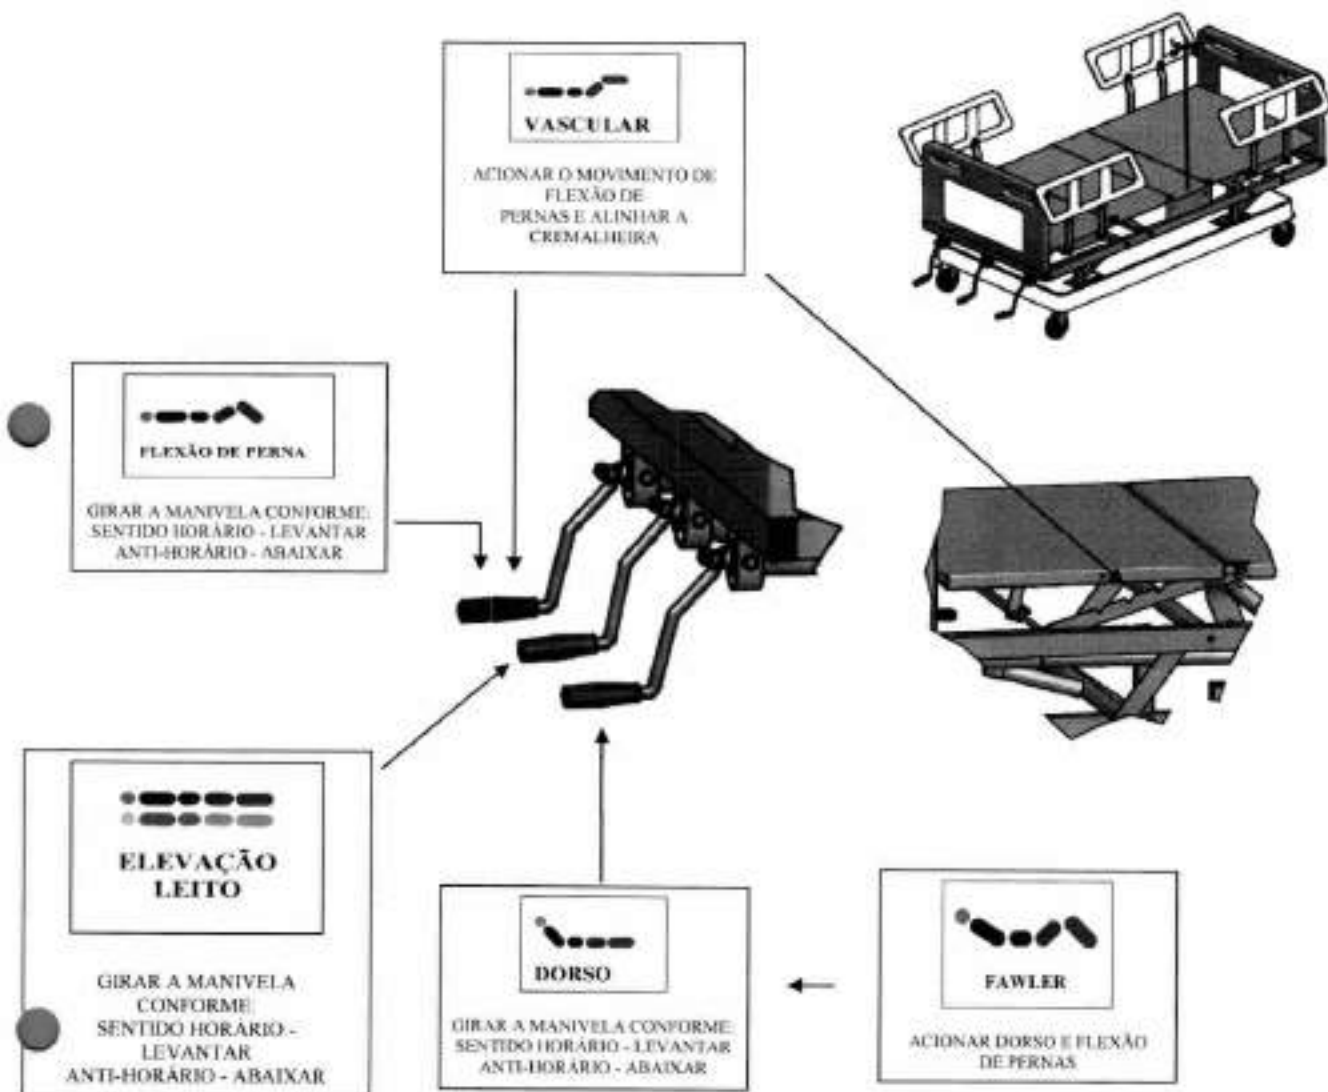 VASCULAR
ACIONAR O MOVIMENTO DE
FLEXÃO DE
PERNAS E ALINHAR A
CREMALHEIRA
FLEXÃO DE PERNA
GIRAR A MANIVELA CONFORME:
SENTIDO HORÁRIO - LEVANTAR
ANTI-HORÁRIO - ABAIXAR
ELEVAÇÃO
LEITO
GIRAR A MANIVELA
CONFORME:
SENTIDO HORÁRIO -
LEVANTAR
ANTI-HORÁRIO - ABAIXAR
DORSO
GIRAR A MANIVELA CONFORME:
SENTIDO HORÁRIO - LEVANTAR
ANTI-HORÁRIO - ABAIXAR
FAWLER
ACIONAR DORSO E FLEXÃO
DE PERNAS